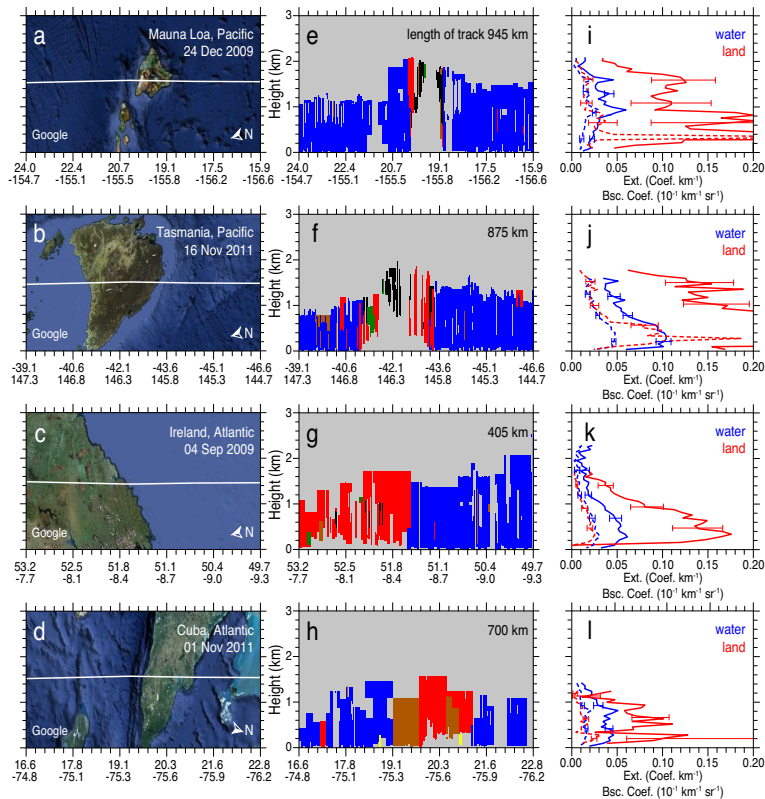 a
Mauna Loa, Pacific
24 Dec 2009
Google
N
24.0 22.4 20.7 19.1 17.5 15.9
-154.7 -155.1 -155.5 -155.8 -156.2 -156.6
e
length of track 945 km
Height (km)
3
2
1
0
24.0 22.4 20.7 19.1 17.5 15.9
-154.7 -155.1 -155.5 -155.8 -156.2 -156.6
i
water
land
0.00 0.05 0.10 0.15 0.20
Ext. (Coef. km-1)
Bsc. Coef. (10-1 km-1 sr-1)
b
Tasmania, Pacific
16 Nov 2011
Google
N
-39.1 -40.6 -42.1 -43.6 -45.1 -46.6
147.3 146.8 146.3 145.8 145.3 144.7
f
875 km
Height (km)
3
2
1
0
-39.1 -40.6 -42.1 -43.6 -45.1 -46.6
147.3 146.8 146.3 145.8 145.4 144.7
j
water
land
0.00 0.05 0.10 0.15 0.20
Ext. (Coef. km-1)
Bsc. Coef. (10-1 km-1 sr-1)
c
Ireland, Atlantic
04 Sep 2009
Google
N
53.2 52.5 51.8 51.1 50.4 49.7
-7.7 -8.1 -8.4 -8.7 -9.0 -9.3
g
405 km
Height (km)
3
2
1
0
53.2 52.5 51.8 51.1 49.9 49.7
-7.7 -8.1 -8.4 -8.7 -9.0 -9.3
k
water
land
0.00 0.05 0.10 0.15 0.20
Ext. (Coef. km-1)
Bsc. Coef. (10-1 km-1 sr-1)
d
Cuba, Atlantic
01 Nov 2011
Google
N
16.6 17.8 19.1 20.3 21.5 22.8
-74.8 -75.1 -75.3 -75.6 -75.9 -76.2
h
700 km
Height (km)
3
2
1
0
16.6 17.8 19.1 20.3 21.5 22.8
-74.8 -75.1 -75.3 -75.6 -75.9 -76.2
l
water
land
0.00 0.05 0.10 0.15 0.20
Ext. (Coef. km-1)
Bsc. Coef. (10-1 km-1 sr-1)